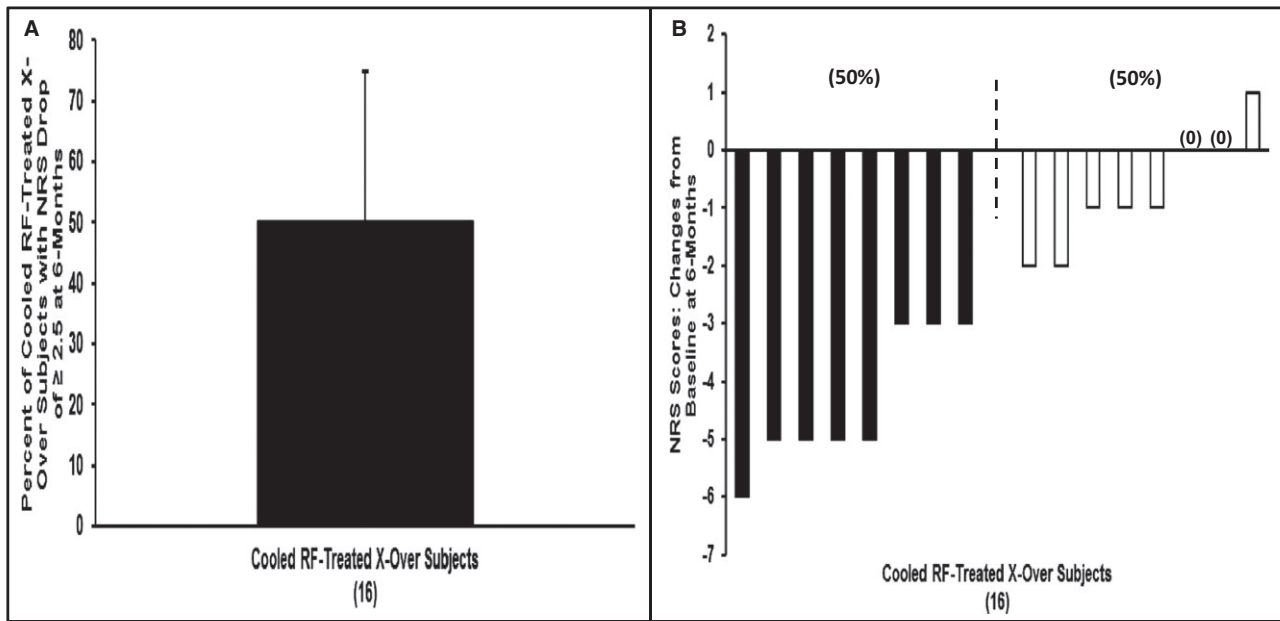 A
Percent of Cooled RF-Treated X-
Over Subjects with NRS Drop
of ≥ 2.5 at 6-Months
80
70
60
50
40
30
20
10
0
Cooled RF-Treated X-Over Subjects
(16)
B
NRS Scores: Changes from
Baseline at 6-Months
2
1
0
-1
-2
-3
-4
-5
-6
-7
(50%)
(50%)
(0) (0)
Cooled RF-Treated X-Over Subjects
(16)